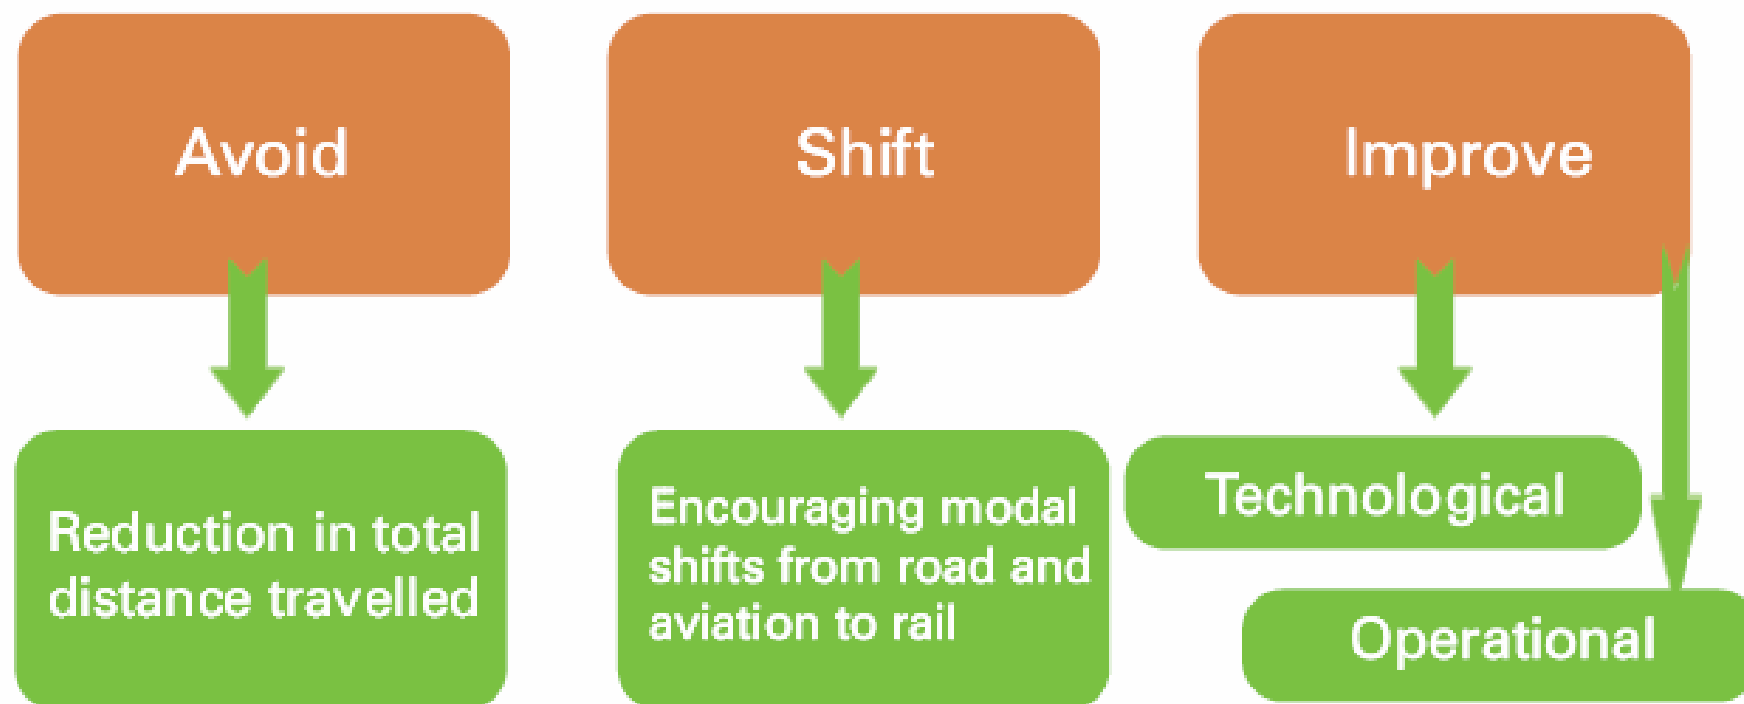 Avoid
Shift
Improve
Reduction in total
distance travelled
Encouraging modal
shifts from road and
aviation to rail
Technological
Operational